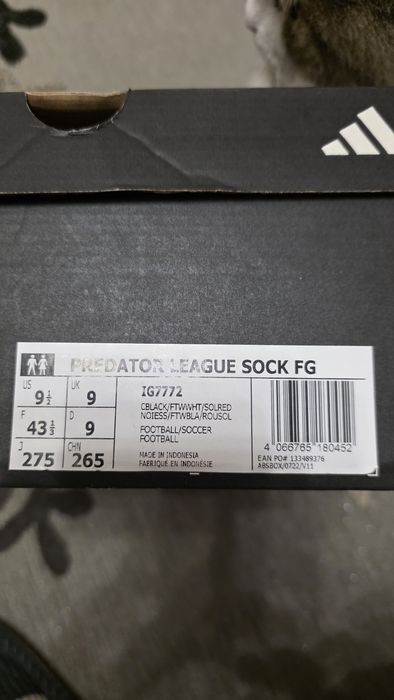 PREDATOR LEAGUE SOCK FG
US 9½ UK 9
F 43⅓ D 9
J 275 CHN 265
IG7772
CBLACK/FTWWHT/SOLRED
NOIESS/FTWBLA/ROUSOL
FOOTBALL/SOCCER
FOOTBALL
MADE IN INDONESIA
FABRIQUÉ EN INDONÉSIE
4 066765 180452
EAN PO# 133489376
ABSBOX/0722/V11